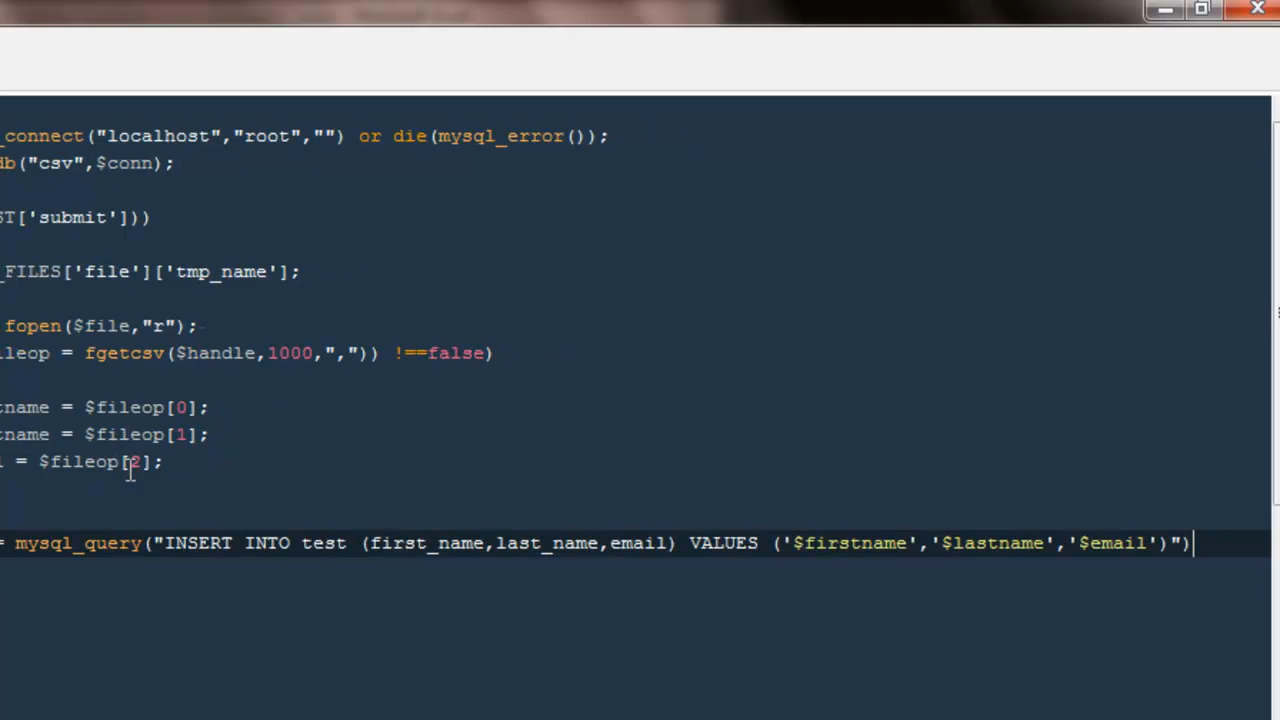 _connect("localhost","root","") or die(mysql_error());
db("csv",$conn);
ST['submit']))
_FILES['file']['tmp_name'];
fopen($file,"r");
ileop = fgetcsv($handle,1000,",")) !==false)
tname = $fileop[0];
tname = $fileop[1];
l = $fileop[2];
= mysql_query("INSERT INTO test (first_name,last_name,email) VALUES ('$firstname','$lastname','$email')")